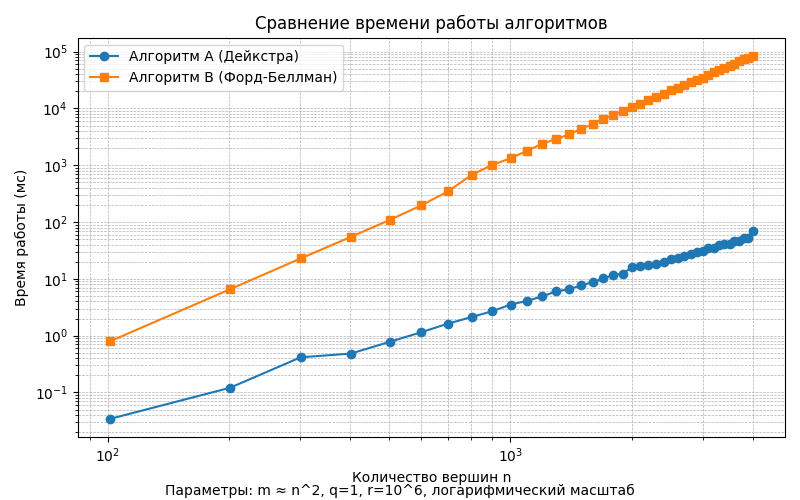 Сравнение времени работы алгоритмов
Алгоритм A (Дейкстра)
Алгоритм B (Форд-Беллман)
Время работы (мс)
10^5
10^4
10^3
10^2
10^1
10^0
10^-1
10^2
10^3
Количество вершин n
Параметры: m ≈ n^2, q=1, r=10^6, логарифмический масштаб